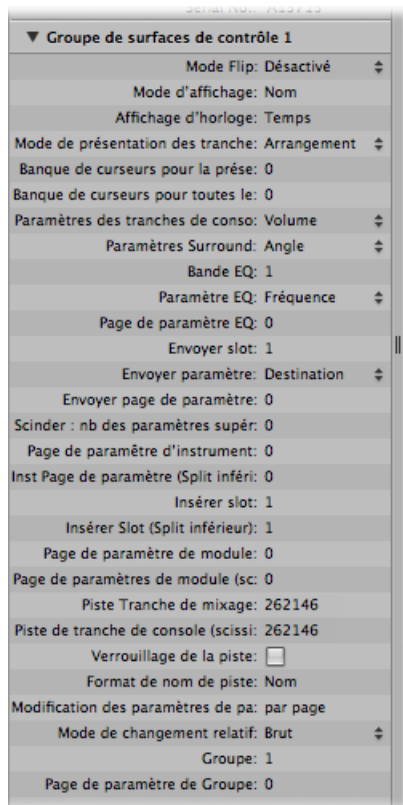 Serial No.: A15715
▼ Groupe de surfaces de contrôle 1
Mode Flip: Désactivé
Mode d'affichage: Nom
Affichage d'horloge: Temps
Mode de présentation des tranche: Arrangement
Banque de curseurs pour la prése: 0
Banque de curseurs pour toutes le: 0
Paramètres des tranches de conso: Volume
Paramètres Surround: Angle
Bande EQ: 1
Paramètre EQ: Fréquence
Page de paramètre EQ: 0
Envoyer slot: 1
Envoyer paramètre: Destination
Envoyer page de paramètre: 0
Scinder : nb des paramètres supér: 0
Page de paramêtre d'instrument: 0
Inst Page de paramètre (Split inféri: 0
Insérer slot: 1
Insérer Slot (Split inférieur): 1
Page de paramètre de module: 0
Page de paramètres de module (sc: 0
Piste Tranche de mixage: 262146
Piste de tranche de console (scissi: 262146
Verrouillage de la piste:
Format de nom de piste: Nom
Modification des paramètres de pa: par page
Mode de changement relatif: Brut
Groupe: 1
Page de paramètre de Groupe: 0